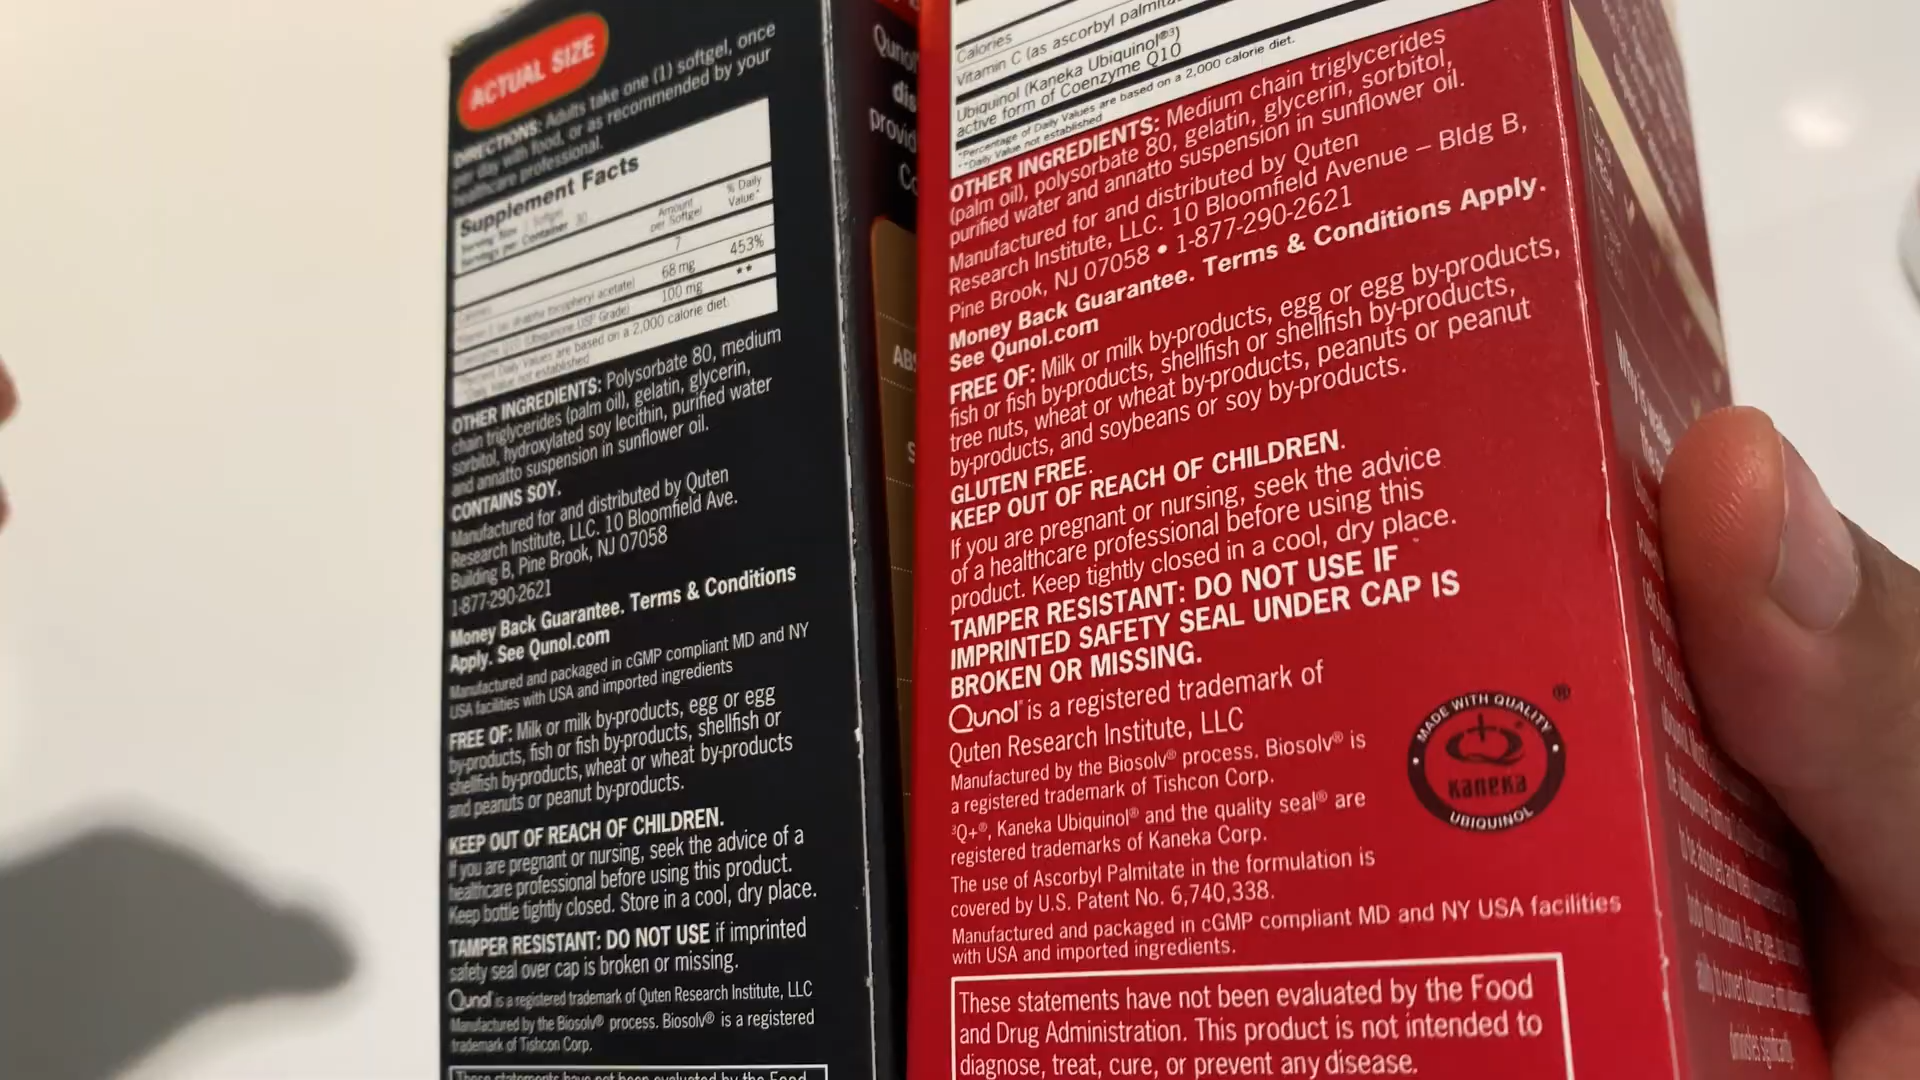 ACTUAL SIZE
DIRECTIONS: Adults take one (1) softgel, once
per day with food, or as recommended by your
healthcare professional.
Supplement Facts
Serving Size 1 Softgel
Servings per Container 30
Amount
per Softgel
% Daily
Value*
7
68 mg
453%
100 mg
**
Daily Values are based on a 2,000 calorie diet.
Daily Value not established
OTHER INGREDIENTS: Polysorbate 80, medium
chain triglycerides (palm oil), gelatin, glycerin,
sorbitol, hydroxylated soy lecithin, purified water
and annatto suspension in sunflower oil.
CONTAINS SOY.
Manufactured for and distributed by Quten
Research Institute, LLC. 10 Bloomfield Ave.
Building B, Pine Brook, NJ 07058
1-877-290-2621
Money Back Guarantee. Terms & Conditions
Apply. See Qunol.com
Manufactured and packaged in cGMP compliant MD and NY
USA facilities with USA and imported ingredients
FREE OF: Milk or milk by-products, egg or egg
by-products, fish or fish by-products, shellfish or
shellfish by-products, wheat or wheat by-products
and peanuts or peanut by-products.
KEEP OUT OF REACH OF CHILDREN.
If you are pregnant or nursing, seek the advice of a
healthcare professional before using this product.
Keep bottle tightly closed. Store in a cool, dry place.
TAMPER RESISTANT: DO NOT USE if imprinted
safety seal over cap is broken or missing.
Qunol is a registered trademark of Quten Research Institute, LLC
Manufactured by the Biosolv® process. Biosolv® is a registered
trademark of Tishcon Corp.
These statements have not been evaluated by the Food
Calories
Vitamin C (as ascorbyl
Ubiquinol (Kaneka Ubiquinol®³)
active form of Coenzyme Q10
*Percentage of Daily Values are based on a 2,000 calorie diet.
**Daily Value not established
OTHER INGREDIENTS: Medium chain triglycerides
(palm oil), polysorbate 80, gelatin, glycerin, sorbitol,
purified water and annatto suspension in sunflower oil.
Manufactured for and distributed by Quten
Research Institute, LLC. 10 Bloomfield Avenue – Bldg B,
Pine Brook, NJ 07058 • 1-877-290-2621
Money Back Guarantee. Terms & Conditions Apply.
See Qunol.com
FREE OF: Milk or milk by-products, egg or egg by-products,
fish or fish by-products, shellfish or shellfish by-products,
tree nuts, wheat or wheat by-products, peanuts or peanut
by-products, and soybeans or soy by-products.
GLUTEN FREE.
KEEP OUT OF REACH OF CHILDREN.
If you are pregnant or nursing, seek the advice
of a healthcare professional before using this
product. Keep tightly closed in a cool, dry place.
TAMPER RESISTANT: DO NOT USE IF
IMPRINTED SAFETY SEAL UNDER CAP IS
BROKEN OR MISSING.
Qunol® is a registered trademark of
Quten Research Institute, LLC
Manufactured by the Biosolv® process. Biosolv® is
a registered trademark of Tishcon Corp.
³Q+®, Kaneka Ubiquinol® and the quality seal® are
registered trademarks of Kaneka Corp.
The use of Ascorbyl Palmitate in the formulation is
covered by U.S. Patent No. 6,740,338.
Manufactured and packaged in cGMP compliant MD and NY USA facilities
with USA and imported ingredients.
MADE WITH QUALITY
®
Kaneka
UBIQUINOL
These statements have not been evaluated by the Food
and Drug Administration. This product is not intended to
diagnose, treat, cure, or prevent any disease.